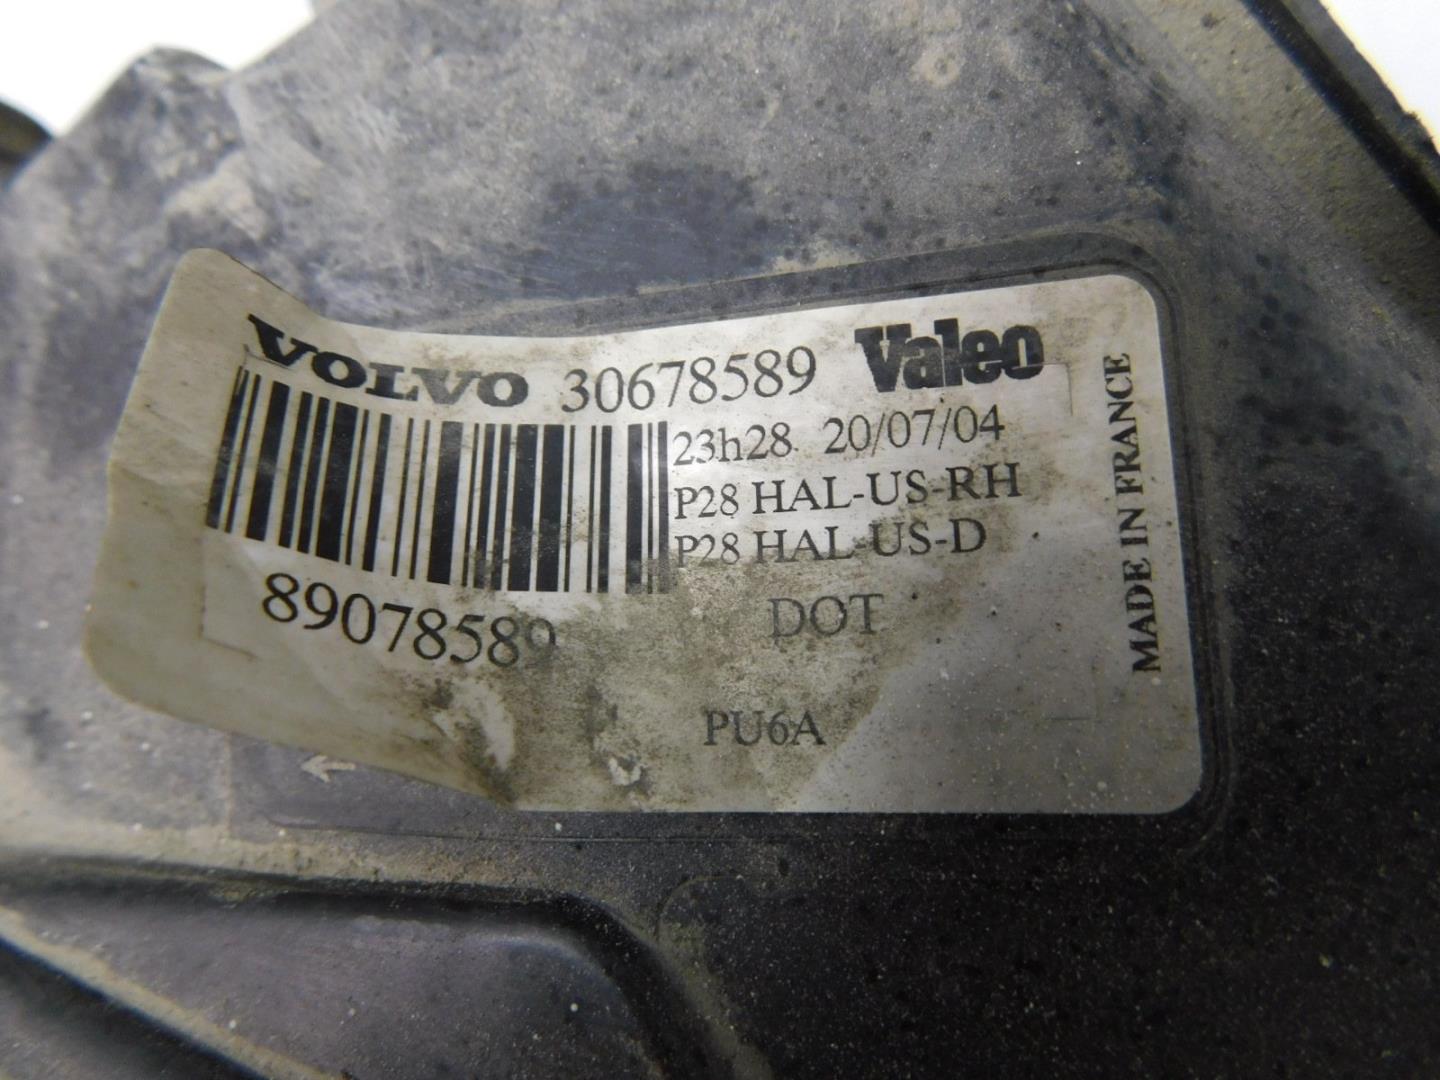 VOLVO 30678589 Valeo
23h28 20/07/04
P28 HAL-US-RH
P28 HAL-US-D
89078589
DOT
PU6A
MADE IN FRANCE